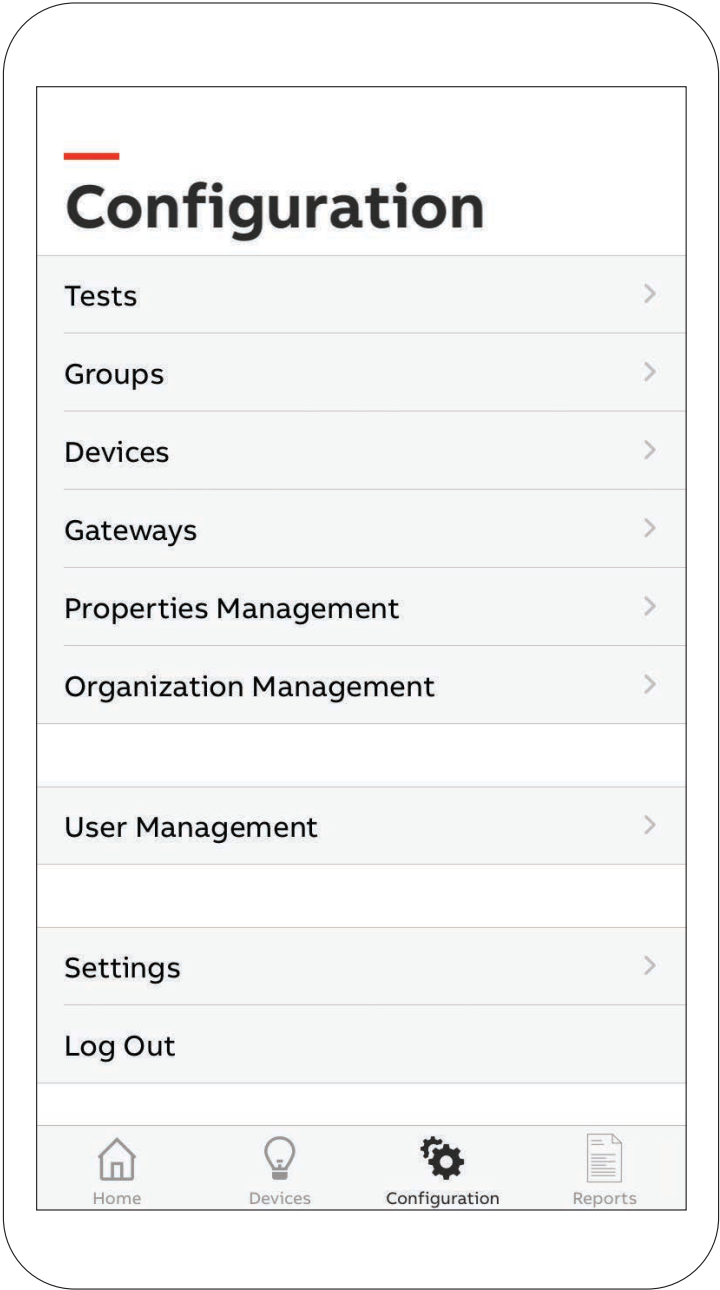 Configuration
Tests
Groups
Devices
Gateways
Properties Management
Organization Management
User Management
Settings
Log Out
Home
Devices
Configuration
Reports